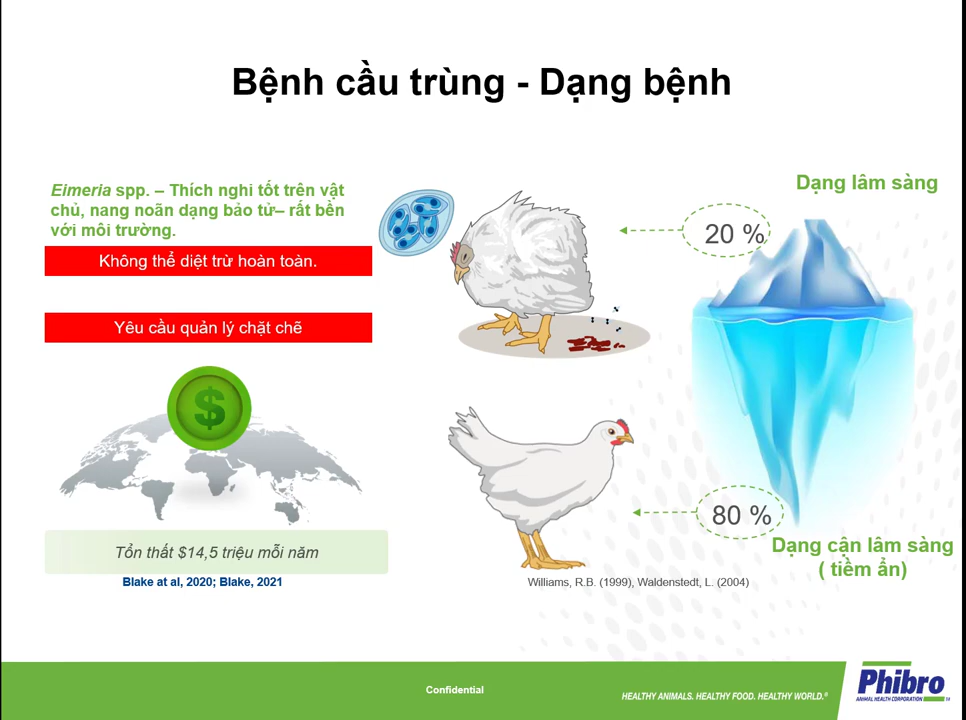 Bệnh cầu trùng - Dạng bệnh
Eimeria spp. – Thích nghi tốt trên vật
chủ, nang noãn dạng bảo tử– rất bền
với môi trường.
Không thể diệt trừ hoàn toàn.
Yêu cầu quản lý chặt chẽ
$
Tổn thất $14,5 triệu mỗi năm
Blake at al, 2020; Blake, 2021
Dạng lâm sàng
20 %
80 %
Dạng cận lâm sàng
( tiềm ẩn)
Williams, R.B. (1999), Waldenstedt, L. (2004)
Confidential
HEALTHY ANIMALS. HEALTHY FOOD. HEALTHY WORLD.®
Phibro
ANIMAL HEALTH CORPORATION SM